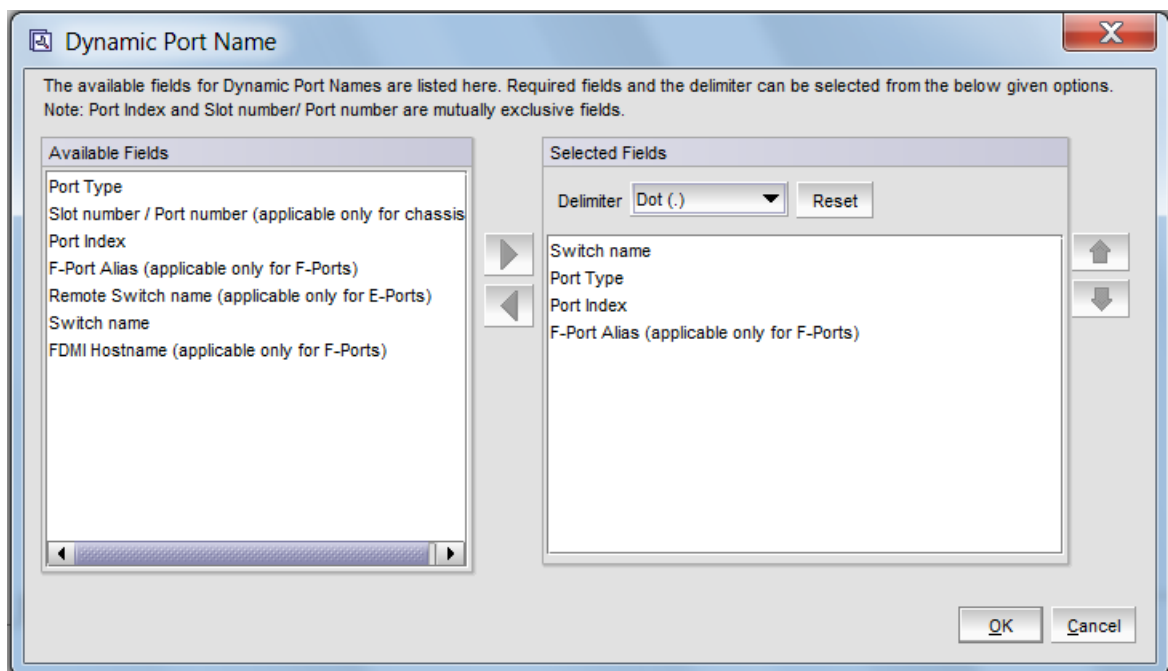 Dynamic Port Name
X
The available fields for Dynamic Port Names are listed here. Required fields and the delimiter can be selected from the below given options.
Note: Port Index and Slot number/ Port number are mutually exclusive fields.
Available Fields
Port Type
Slot number / Port number (applicable only for chassis
Port Index
F-Port Alias (applicable only for F-Ports)
Remote Switch name (applicable only for E-Ports)
Switch name
FDMI Hostname (applicable only for F-Ports)
Selected Fields
Delimiter Dot (.) Reset
Switch name
Port Type
Port Index
F-Port Alias (applicable only for F-Ports)
OK Cancel